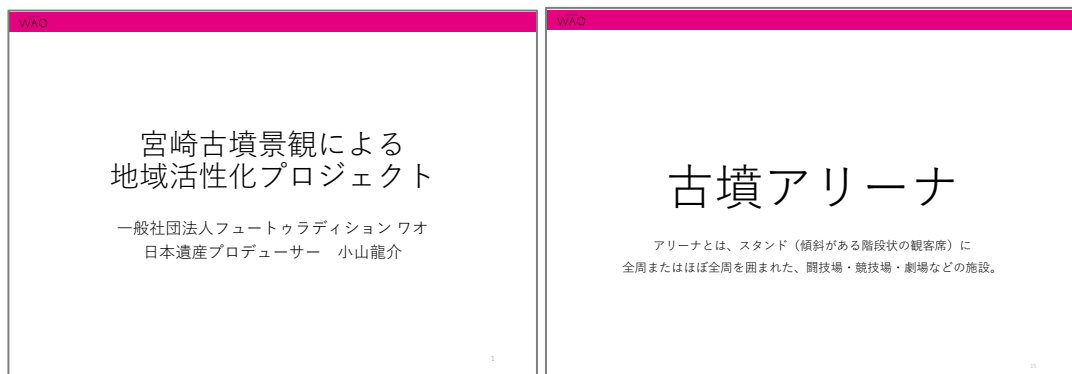 WAO
宮崎古墳景観による
地域活性化プロジェクト
一般社団法人フュートゥラディション ワオ
日本遺産プロデューサー　小山龍介
1
WAO
古墳アリーナ
アリーナとは、スタンド（傾斜がある階段状の観客席）に
全周またはほぼ全周を囲まれた、闘技場・競技場・劇場などの施設。
15